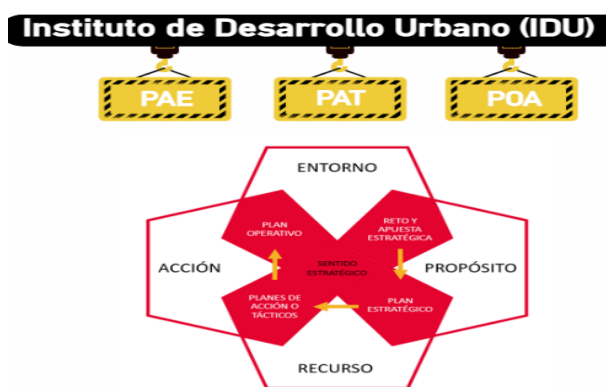 Instituto de Desarrollo Urbano (IDU)
PAE
PAT
POA
ENTORNO
PLAN
OPERATIVO
RETO Y
APUESTA
ESTRATÉGICA
ACCIÓN
SENTIDO
ESTRATÉGICO
PROPÓSITO
PLANES DE
ACCIÓN O
TÁCTICOS
PLAN
ESTRATÉGICO
RECURSO